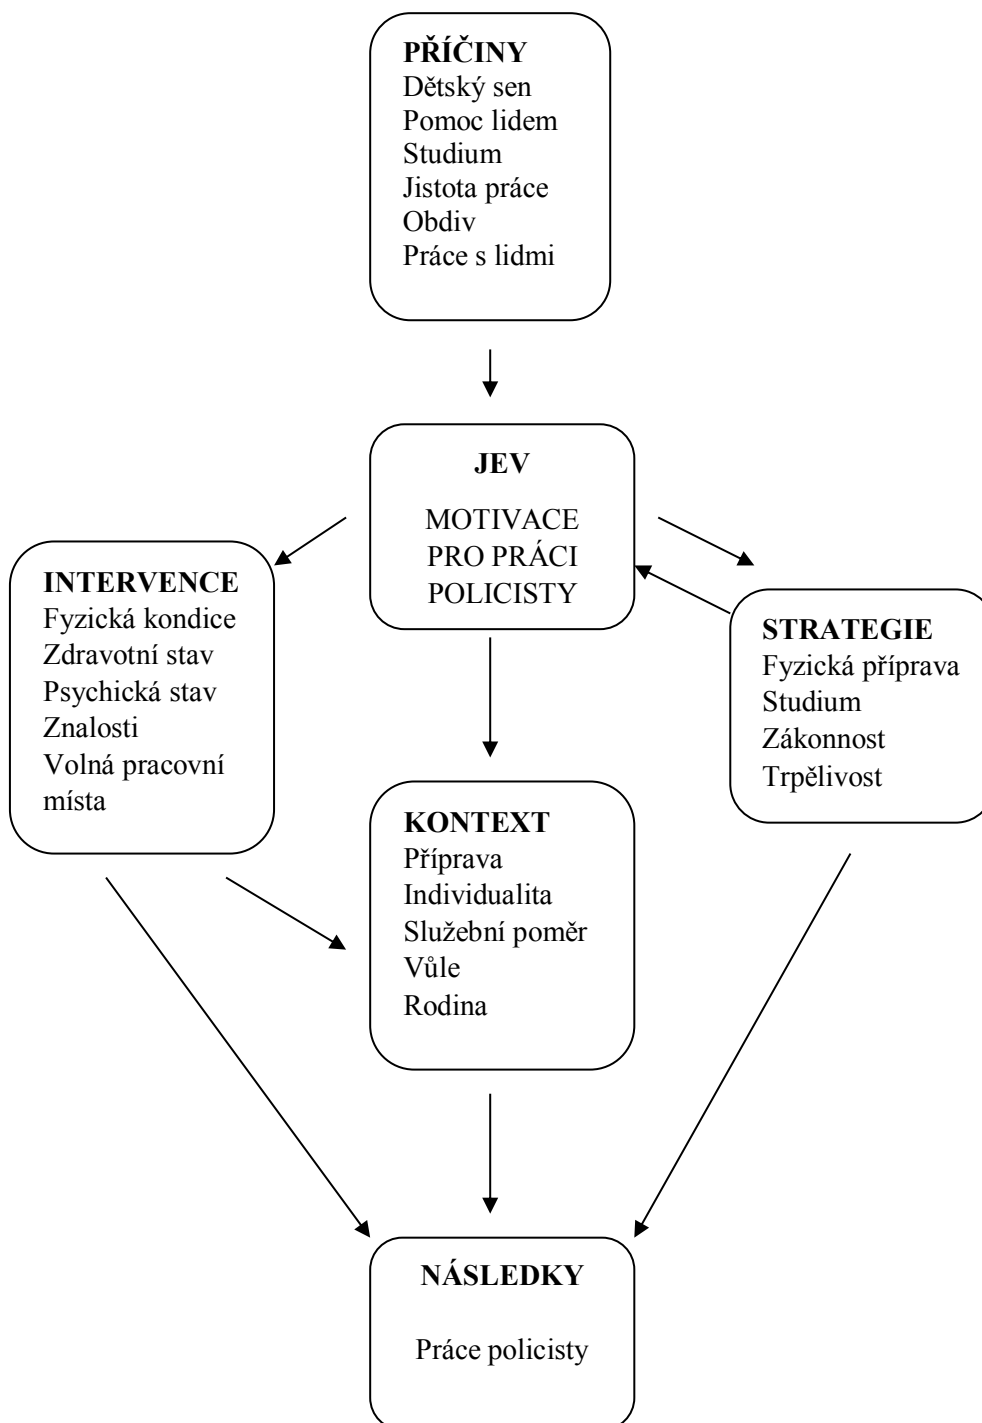 PŘÍČINY
Dětský sen
Pomoc lidem
Studium
Jistota práce
Obdiv
Práce s lidmi
JEV
MOTIVACE
PRO PRÁCI
POLICISTY
INTERVENCE
Fyzická kondice
Zdravotní stav
Psychická stav
Znalosti
Volná pracovní
místa
STRATEGIE
Fyzická příprava
Studium
Zákonnost
Trpělivost
KONTEXT
Příprava
Individualita
Služební poměr
Vůle
Rodina
NÁSLEDKY
Práce policisty